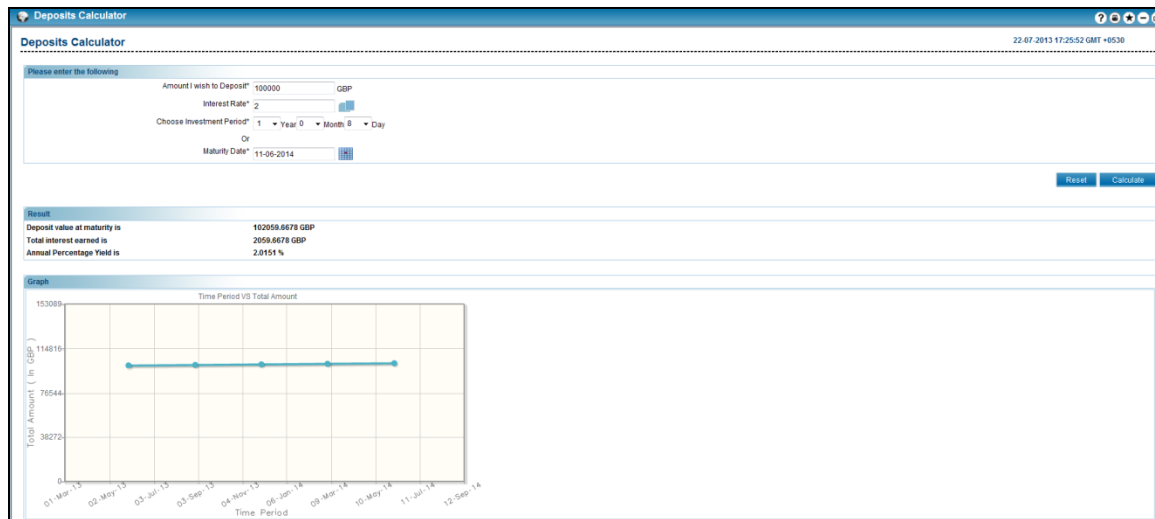 Deposits Calculator
Deposits Calculator 22-07-2013 17:25:52 GMT +0530
Please enter the following
Amount I wish to Deposit* 100000 GBP
Interest Rate* 2
Choose Investment Period* 1 Year 0 Month 8 Day
Or
Maturity Date* 11-06-2014
Reset Calculate
Result
Deposit value at maturity is 102059.6678 GBP
Total interest earned is 2059.6678 GBP
Annual Percentage Yield is 2.0151 %
Graph
Time Period VS Total Amount
Total Amount ( In GBP )
153089
114816
76544
38272
0
01-Mar-13 02-May-13 03-Jul-13 03-Sep-13 04-Nov-13 06-Jan-14 09-Mar-14 10-May-14 11-Jul-14 12-Sep-14
Time Period